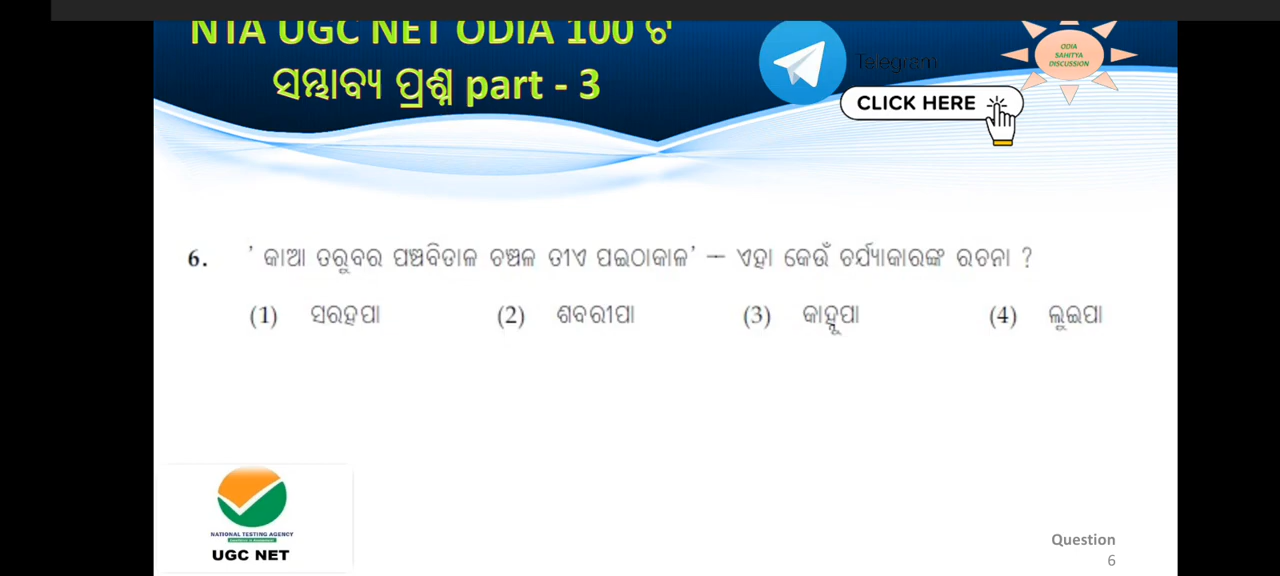 NTA UGC NET ODIA 100 ଟି
ସମ୍ଭାବ୍ୟ ପ୍ରଶ୍ନ part - 3
Telegram
CLICK HERE
ODIA
SAHITYA
DISCUSSION
6. ' କାଆ ତରୁବର ପଞ୍ଚବିଡାଳ ଚଞ୍ଚଳ ଚୀଏ ପଇଠାକାଳ' – ଏହା କେଉଁ ଚର୍ଯ୍ୟାକାରଙ୍କ ରଚନା ?
(1) ସରହପା (2) ଶବରୀପା (3) କାହ୍ନୁପା (4) ଲୁଇପା
NATIONAL TESTING AGENCY
UGC NET
Question
6